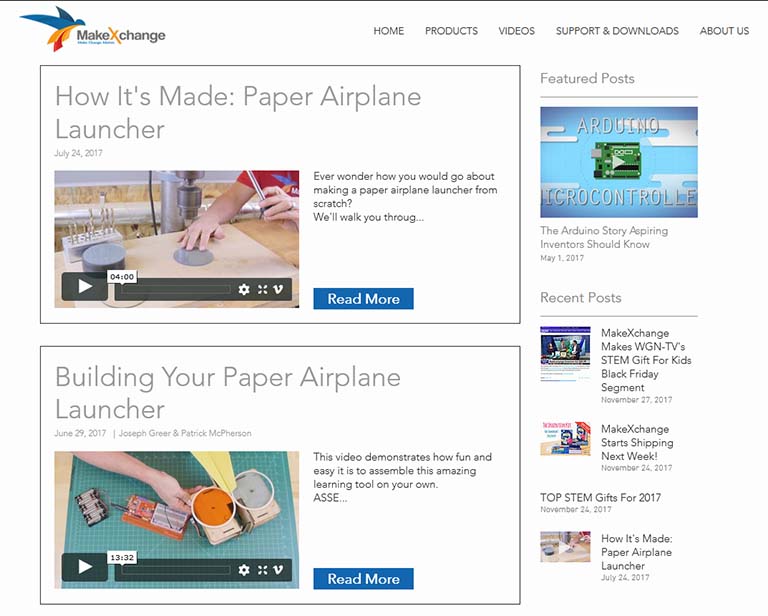 MakeXchange
Make Change Makes
HOME PRODUCTS VIDEOS SUPPORT & DOWNLOADS ABOUT US
How It's Made: Paper Airplane
Launcher
July 24, 2017
Ever wonder how you would go about
making a paper airplane launcher from
scratch?
We'll walk you throug...
04:00
Read More
Building Your Paper Airplane
Launcher
June 29, 2017 | Joseph Greer & Patrick McPherson
This video demonstrates how fun and
easy it is to assemble this amazing
learning tool on your own.
ASSE...
13:32
Read More
Featured Posts
ARDUINO
MICROCONTROLLE
The Arduino Story Aspiring
Inventors Should Know
May 1, 2017
Recent Posts
MakeXchange
Makes WGN-TV's
STEM Gift For Kids
Black Friday
Segment
November 27, 2017
MakeXchange
Starts Shipping
Next Week!
November 24, 2017
TOP STEM Gifts For 2017
November 24, 2017
How It's Made:
Paper Airplane
Launcher
July 24, 2017